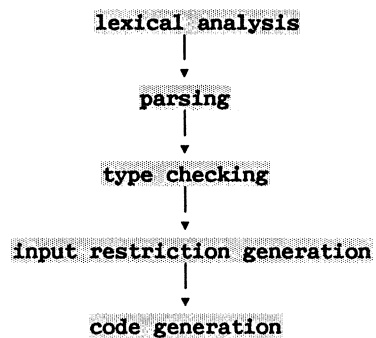 lexical analysis
parsing
type checking
input restriction generation
code generation